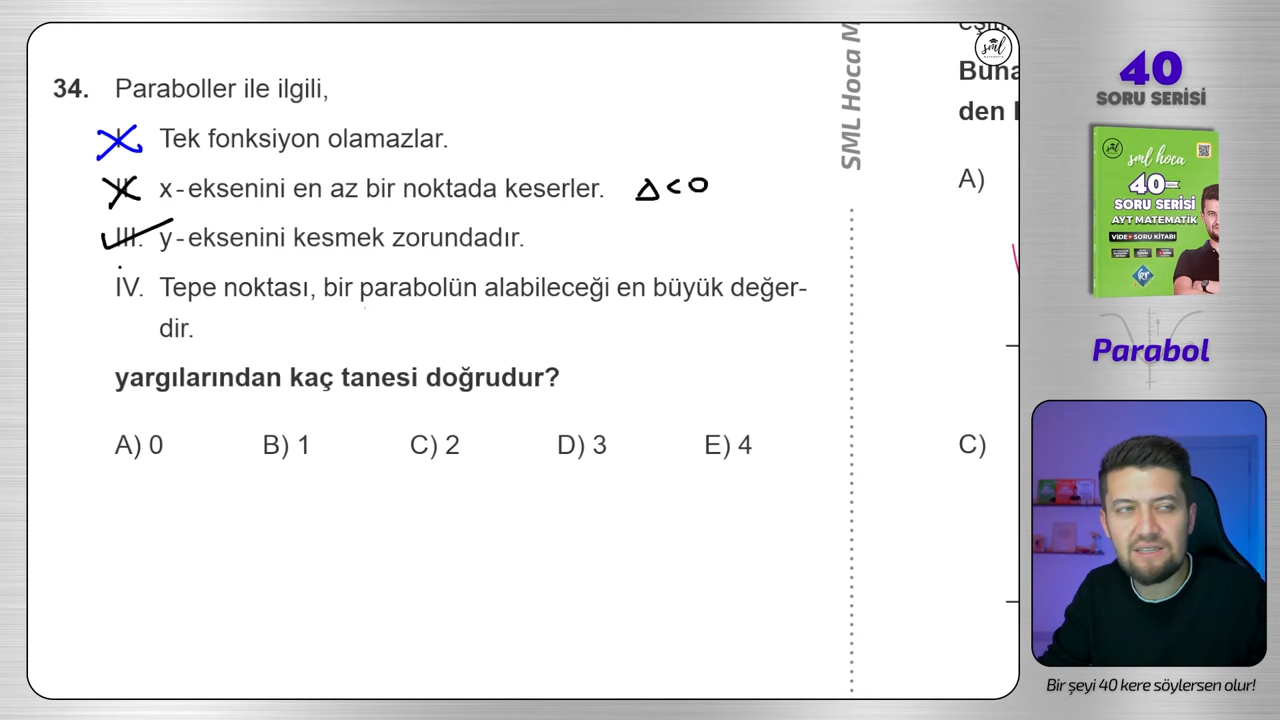 34. Paraboller ile ilgili,
I. Tek fonksiyon olamazlar.
II. x-eksenini en az bir noktada keserler. Δ<0
III. y-eksenini kesmek zorundadır.
IV. Tepe noktası, bir parabolün alabileceği en büyük değer-
dir.
yargılarından kaç tanesi doğrudur?
A) 0 B) 1 C) 2 D) 3 E) 4
SML Hoca M
sml
Buna
den
A)
C)
40
SORU SERİSİ
sml hoca
40
SORU SERİSİ
AYT MATEMATİK
VİDEO SORU KİTABI
Parabol
Bir şeyi 40 kere söylersen olur!